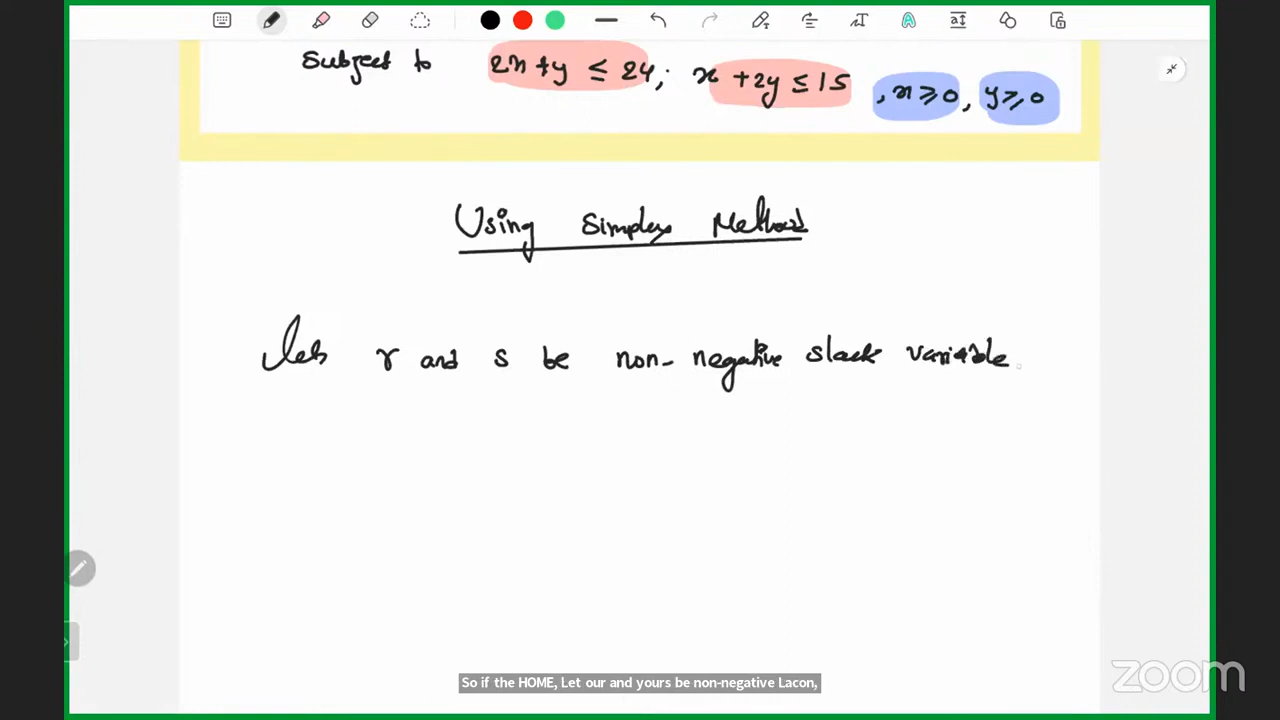 Subject to 2x + y ≤ 24; x + 2y ≤ 15, x ≥ 0, y ≥ 0
Using Simplex Method
let r and s be non-negative slack variable.
So if the HOME, Let our and yours be non-negative Lacon,
zoom